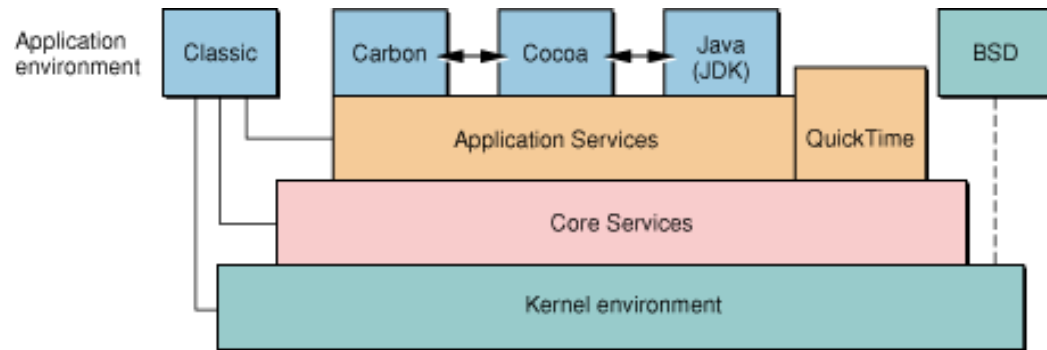 Application
environment
Classic
Carbon
Cocoa
Java
(JDK)
BSD
Application Services
QuickTime
Core Services
Kernel environment